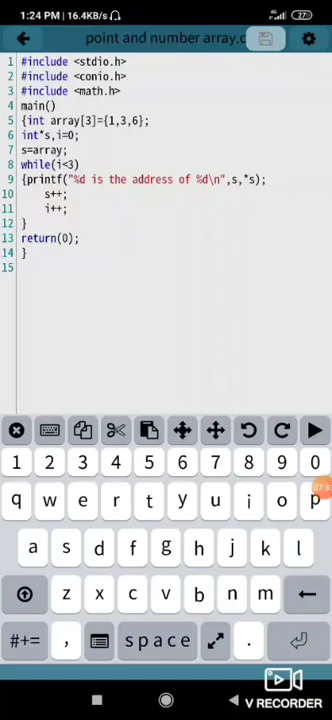 1:24 PM | 16.4KB/s
4G
27
point and number array.c
1 #include <stdio.h>
2 #include <conio.h>
3 #include <math.h>
4 main()
5 {int array[3]={1,3,6};
6 int*s,i=0;
7 s=array;
8 while(i<3)
9 {printf("%d is the address of %d\n",s,*s);
10 s++;
11 i++;
12 }
13 return(0);
14 }
15
1 2 3 4 5 6 7 8 9 0
07:3
q w e r t y u i o p
a s d f g h j k l
z x c v b n m
#+= , space .
V RECORDER